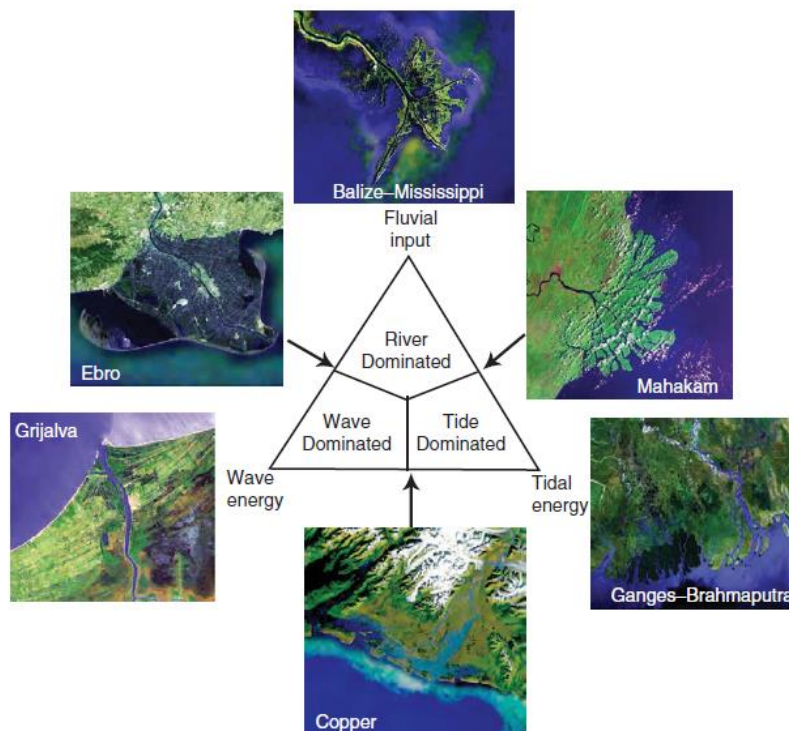 Balize–Mississippi
Fluvial
input
Ebro
River
Dominated
Mahakam
Grijalva
Wave
Dominated
Tide
Dominated
Wave
energy
Tidal
energy
Ganges–Brahmaputra
Copper